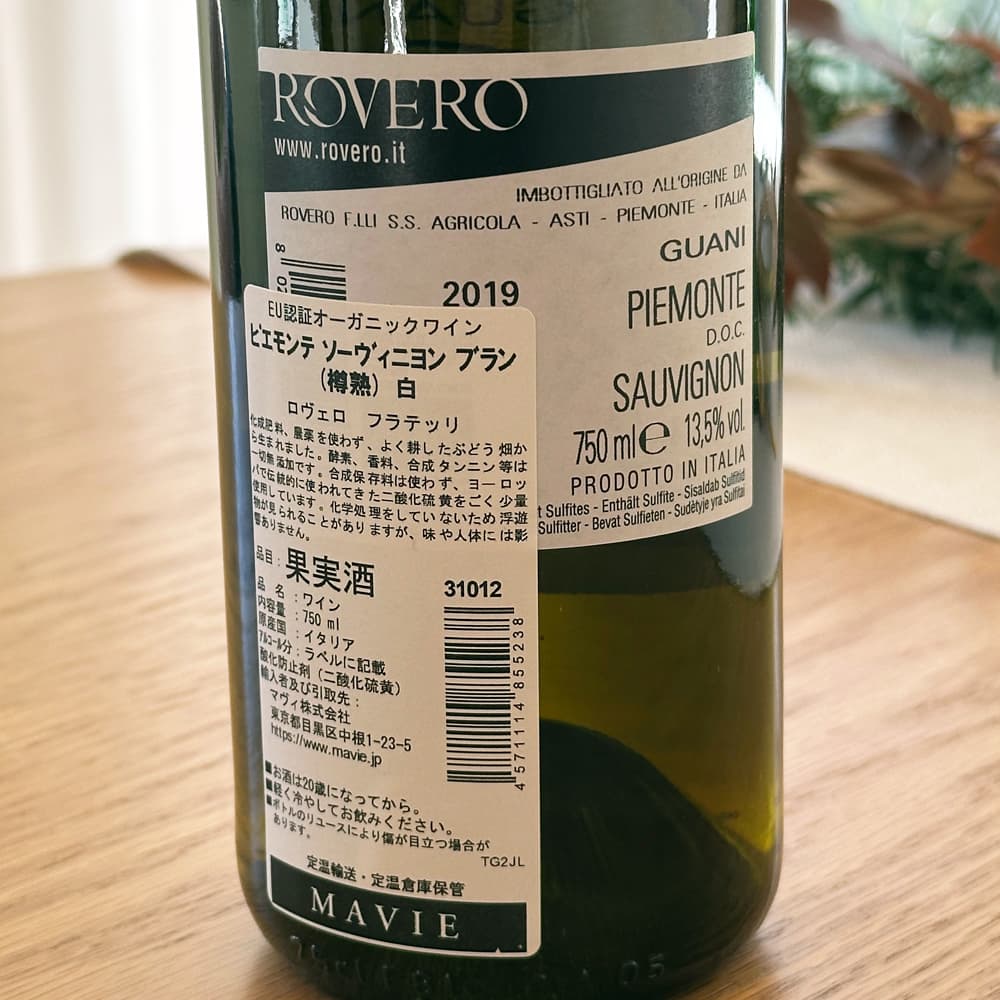 ROVERO
www.rovero.it
IMBOTTIGLIATO ALL'ORIGINE DA
ROVERO F.LLI S.S. AGRICOLA - ASTI - PIEMONTE - ITALIA
GUANI
2019
PIEMONTE
D.O.C.
SAUVIGNON
750 ml e 13,5% vol.
PRODOTTO IN ITALIA
Sulfites - Enthält Sulfite - Sisaldab Sulfitid
Sulfitter - Bevat Sulfieten - Sudėtyje yra Sulfitai
8
EU認証オーガニックワイン
ピエモンテ ソーヴィニヨン ブラン
(樽熟) 白
ロヴェロ フラテッリ
化成肥料、農薬を使わず、よく耕したぶどう畑か
ら生まれました。酵素、香料、合成タンニン等は
一切無添加です。合成保存料は使わず、ヨーロッ
パで伝統的に使われてきた二酸化硫黄をごく少量
使用しています。化学処理をしていないため浮遊
物が見られることがありますが、味や人体には影
響ありません。
品目:果実酒
品 名:ワイン
内容量:750 ml
原産国:イタリア
アルコール分:ラベルに記載
酸化防止剤(二酸化硫黄)
輸入者及び引取先:
マヴィ株式会社
東京都目黒区中根1-23-5
https://www.mavie.jp
31012
4571114855238
■お酒は20歳になってから。
■軽く冷やしてお飲みください。
■ボトルのリユースにより傷が目立つ場合が
あります。
TG2JL
定温輸送・定温倉庫保管
MAVIE